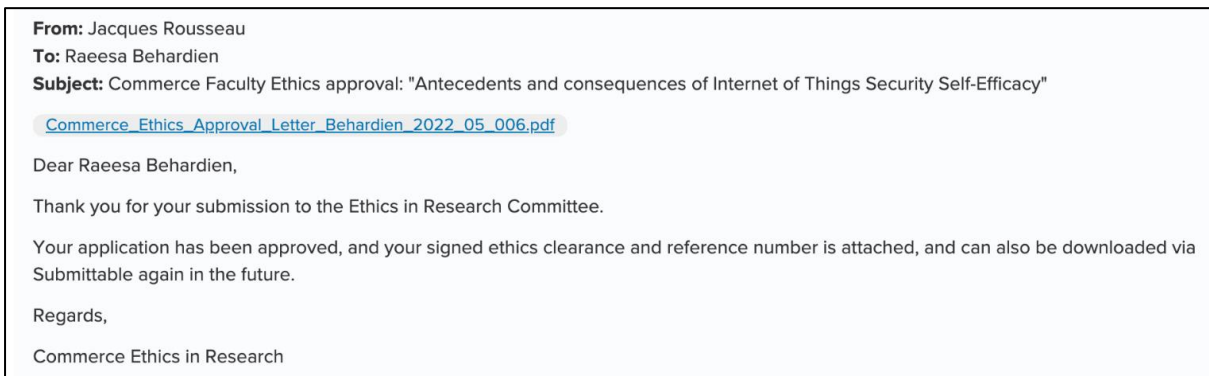 From: Jacques Rousseau
To: Raeesa Behardien
Subject: Commerce Faculty Ethics approval: "Antecedents and consequences of Internet of Things Security Self-Efficacy"
Commerce_Ethics_Approval_Letter_Behardien_2022_05_006.pdf
Dear Raeesa Behardien,
Thank you for your submission to the Ethics in Research Committee.
Your application has been approved, and your signed ethics clearance and reference number is attached, and can also be downloaded via
Submittable again in the future.
Regards,
Commerce Ethics in Research